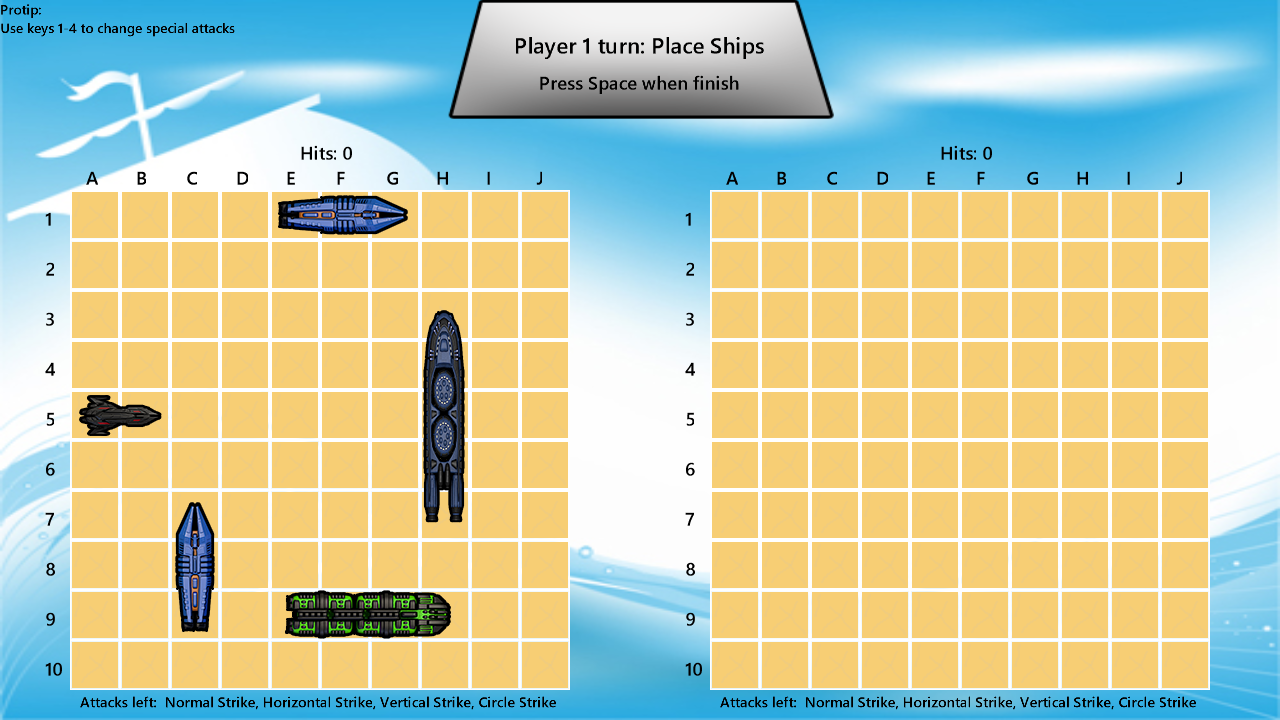 Protip:
Use keys 1-4 to change special attacks
Player 1 turn: Place Ships
Press Space when finish
Hits: 0
A B C D E F G H I J
1
2
3
4
5
6
7
8
9
10
Attacks left: Normal Strike, Horizontal Strike, Vertical Strike, Circle Strike
Hits: 0
A B C D E F G H I J
1
2
3
4
5
6
7
8
9
10
Attacks left: Normal Strike, Horizontal Strike, Vertical Strike, Circle Strike